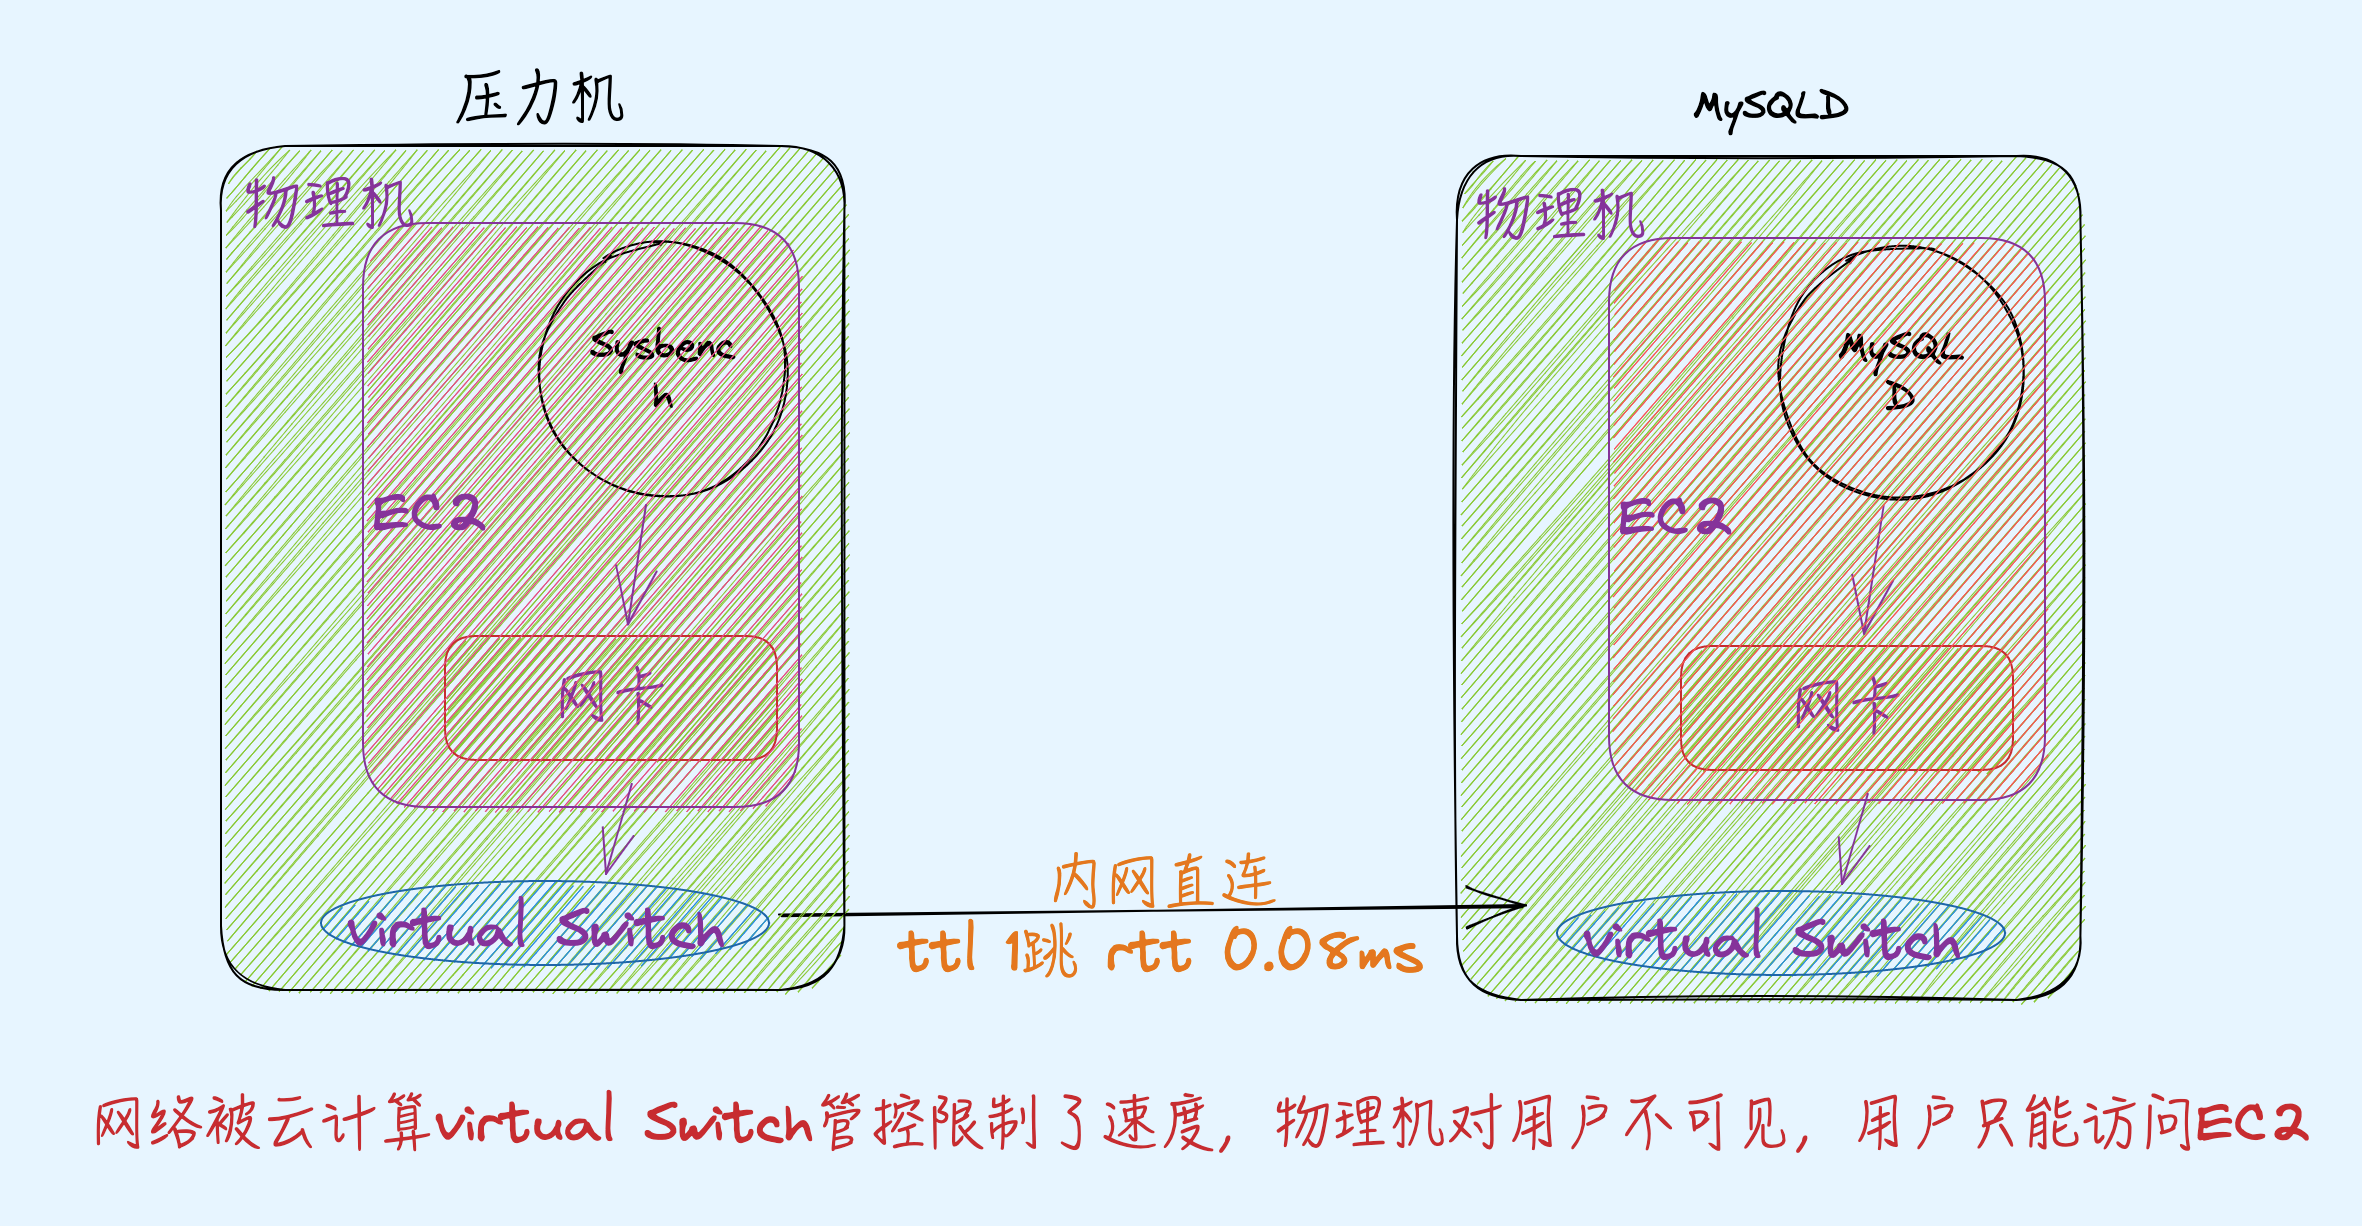 压力机
MySQLD
物理机
物理机
Sysbenc
h
MySQL
D
EC2
EC2
网卡
网卡
内网直连
ttl 1跳 rtt 0.08ms
virtual Switch
virtual Switch
网络被云计算virtual Switch管控限制了速度，物理机对用户不可见，用户只能访问EC2